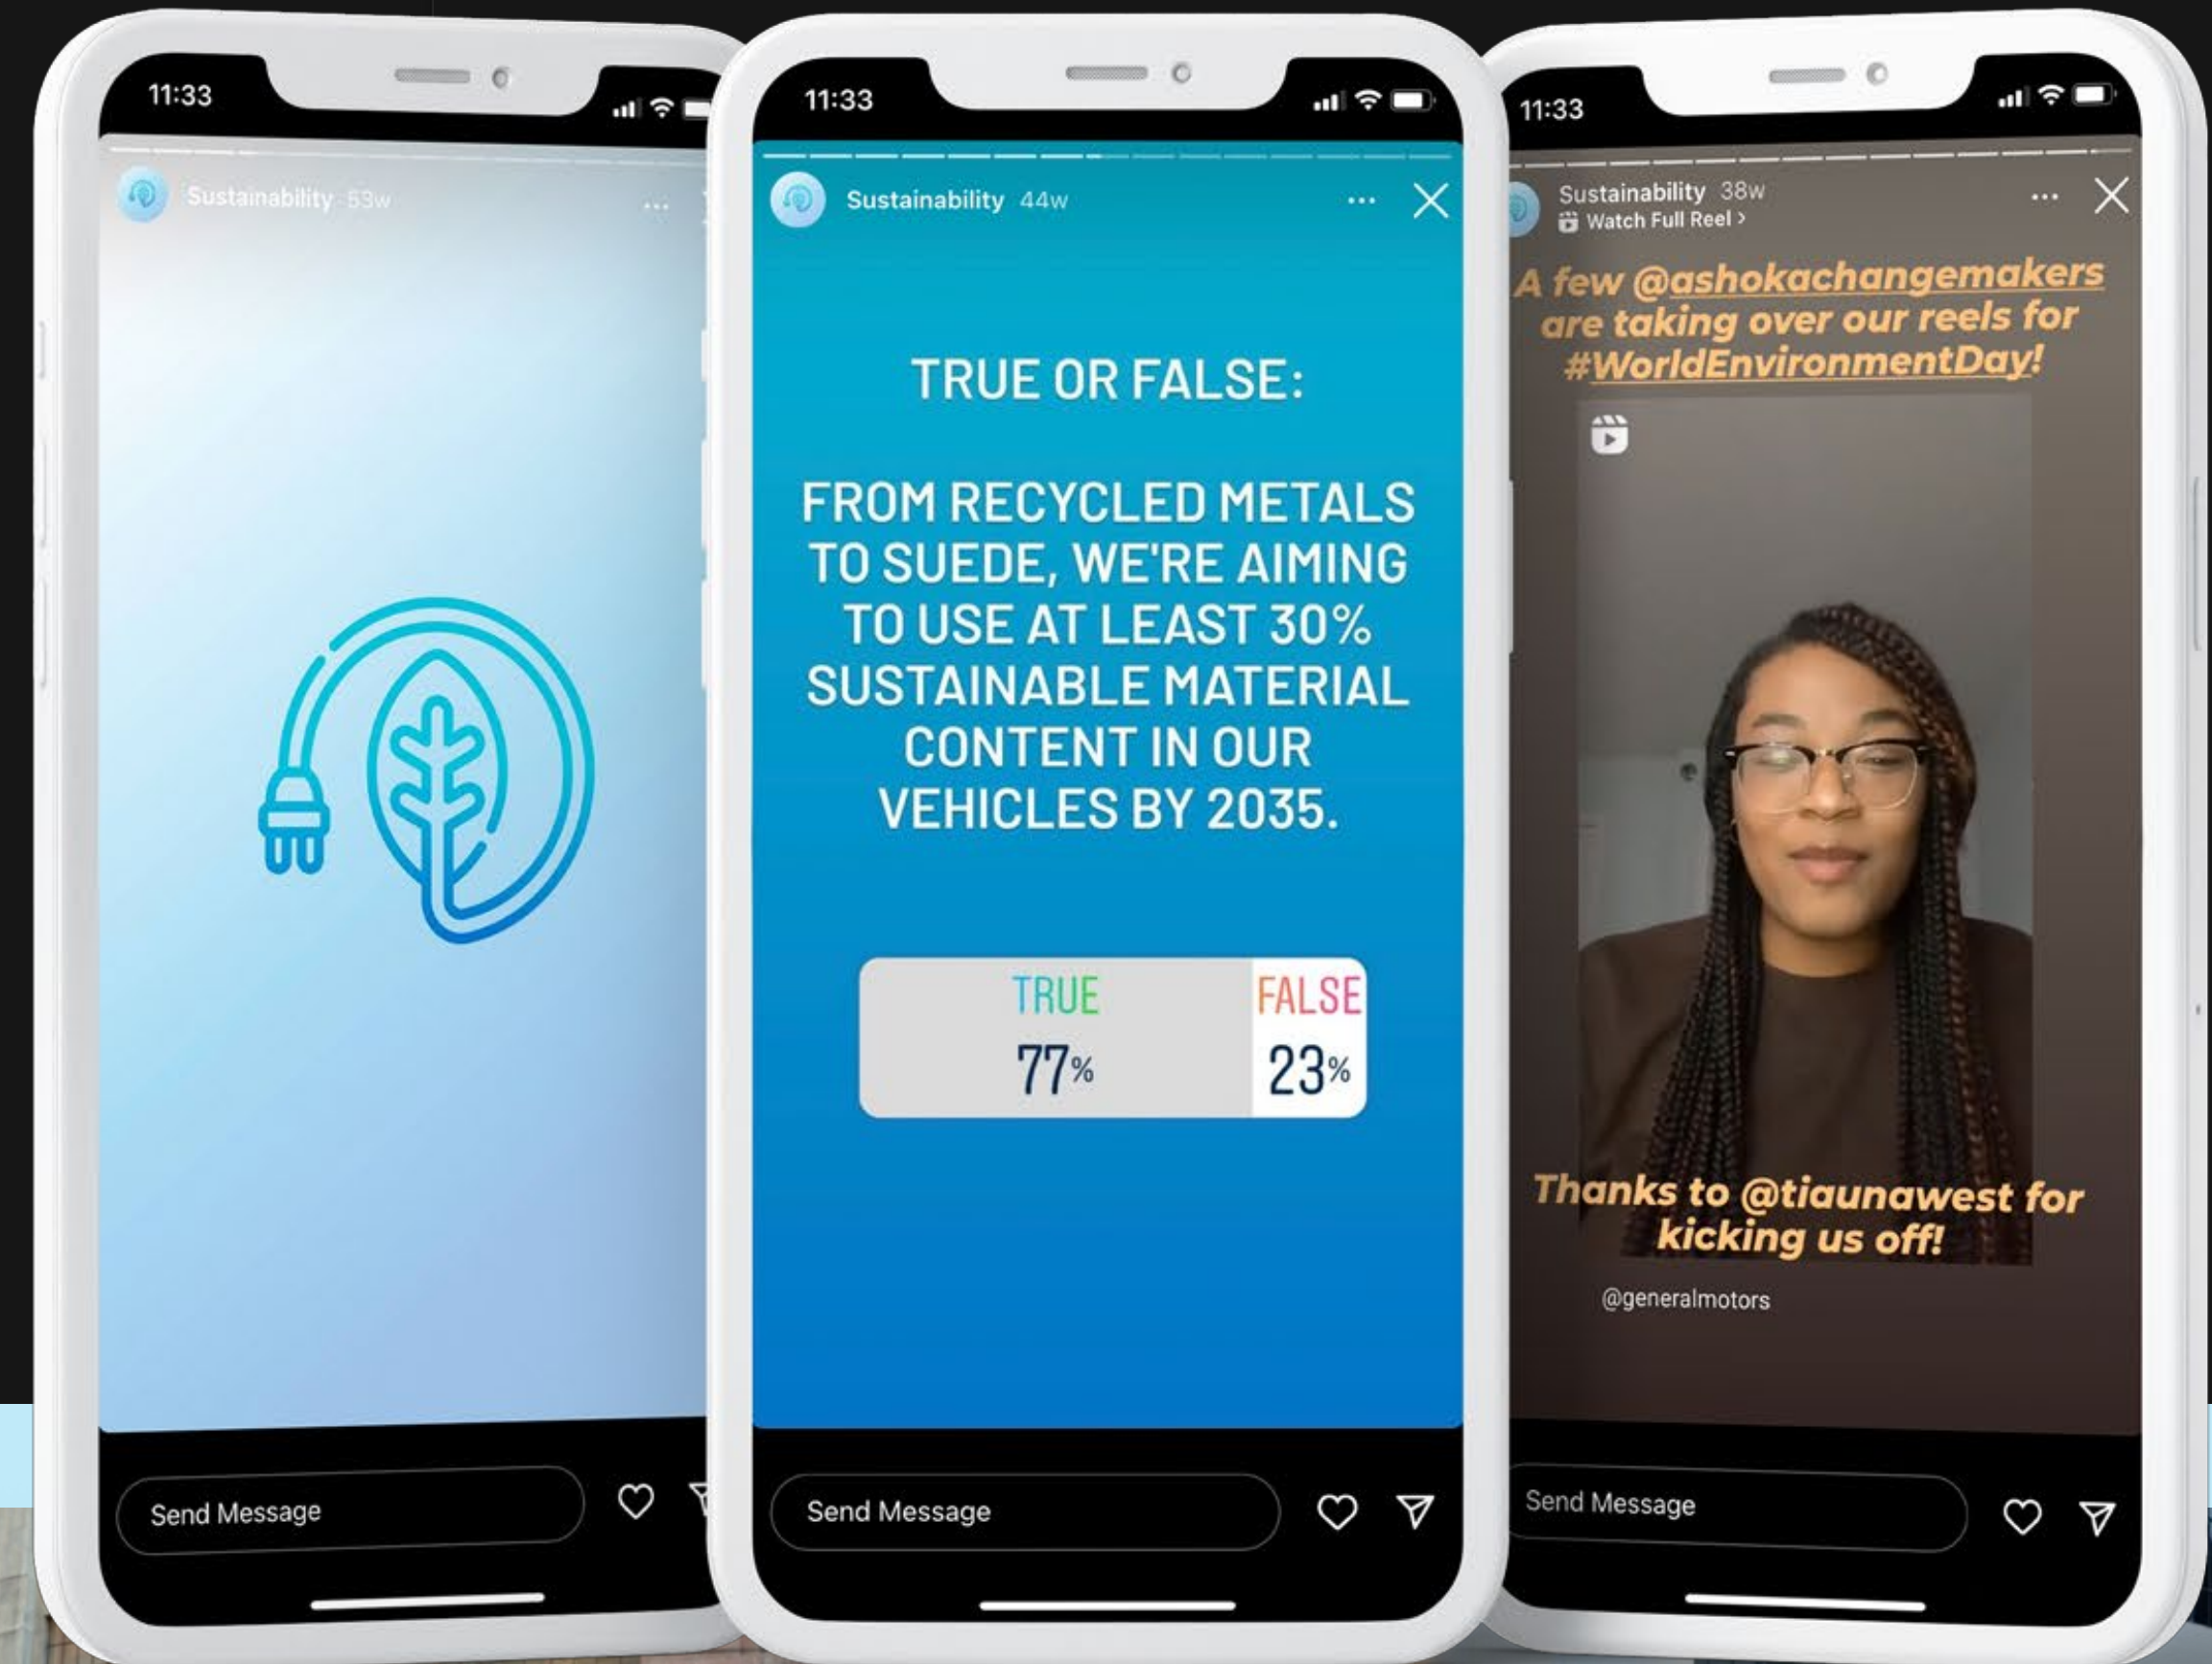 11:33
Sustainability 53w
Send Message
11:33
Sustainability 44w
TRUE OR FALSE:
FROM RECYCLED METALS
TO SUEDE, WE'RE AIMING
TO USE AT LEAST 30%
SUSTAINABLE MATERIAL
CONTENT IN OUR
VEHICLES BY 2035.
TRUE FALSE
77% 23%
Send Message
11:33
Sustainability 38w
Watch Full Reel >
A few @ashokachangemakers
are taking over our reels for
#WorldEnvironmentDay!
Thanks to @tiaunawest for
kicking us off!
@generalmotors
Send Message